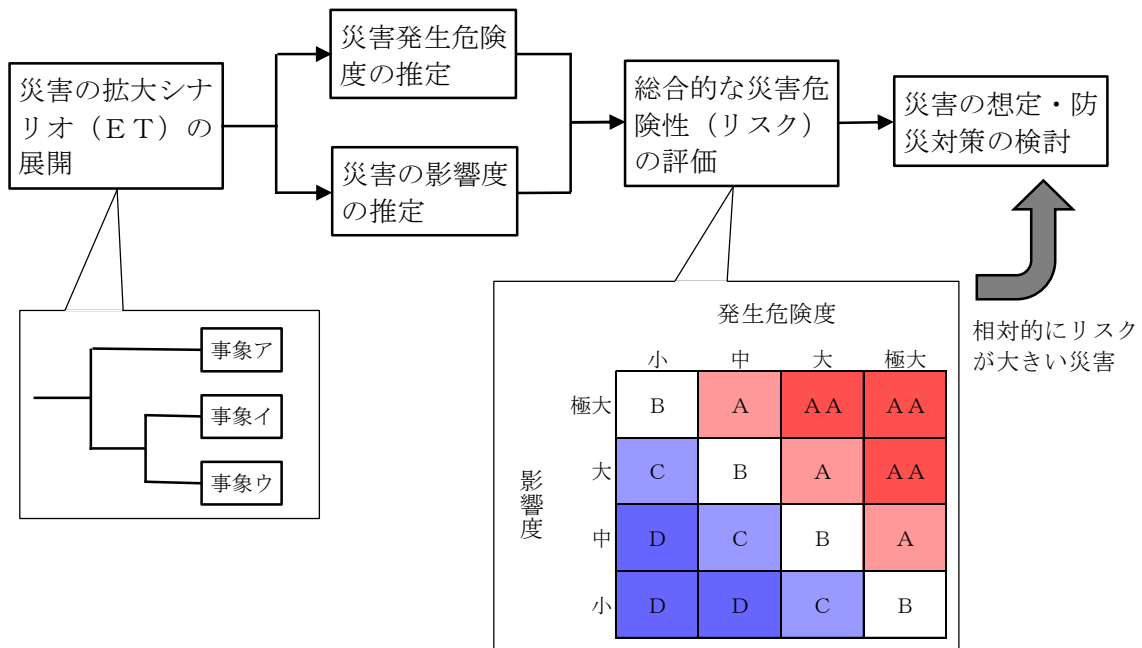 災害の拡大シナ
リオ（ＥＴ）の
展開
災害発生危険
度の推定
災害の影響度
の推定
総合的な災害危
険性（リスク）
の評価
災害の想定・防
災対策の検討
相対的にリスク
が大きい災害
事象ア
事象イ
事象ウ
発生危険度
小 中 大 極大
影響度
極大 B A ＡＡ ＡＡ
大 C B A ＡＡ
中 D C B A
小 D D C B